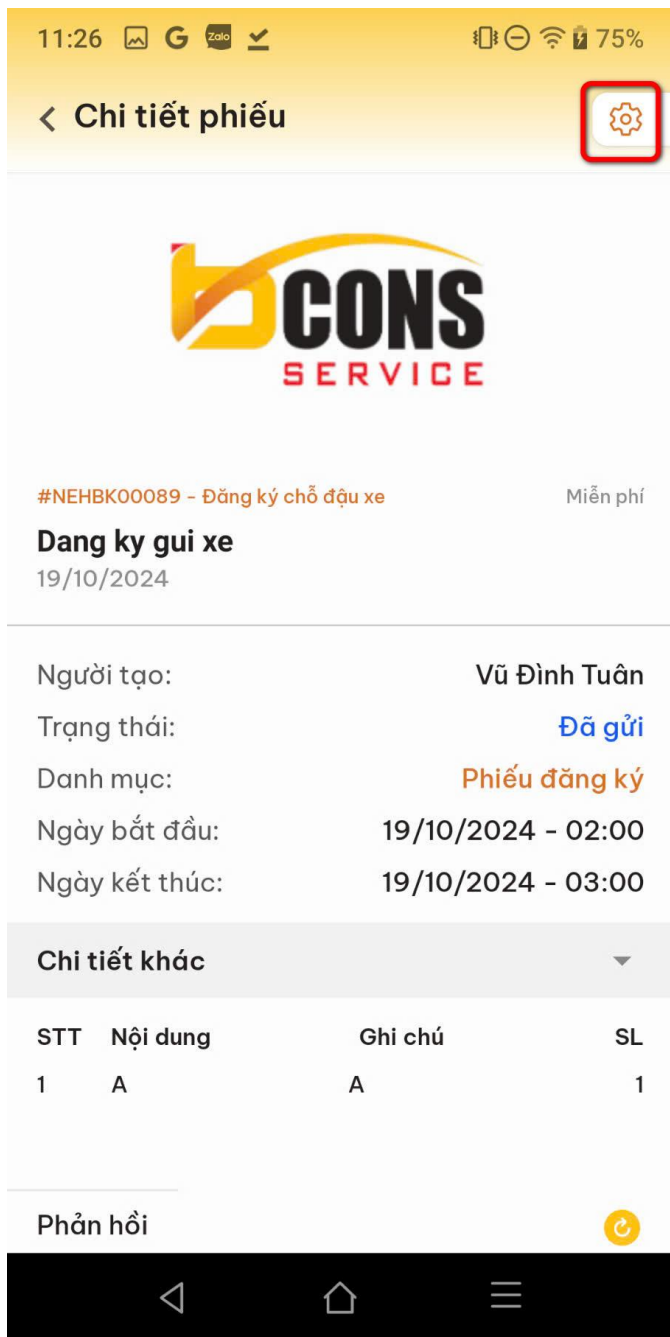 11:26 G Zalo 75%
Chi tiết phiếu
bCONS
SERVICE
#NEHBK00089 - Đăng ký chỗ đậu xe Miễn phí
Dang ky gui xe
19/10/2024
Người tạo: Vũ Đình Tuân
Trạng thái: Đã gửi
Danh mục: Phiếu đăng ký
Ngày bắt đầu: 19/10/2024 - 02:00
Ngày kết thúc: 19/10/2024 - 03:00
Chi tiết khác
STT Nội dung Ghi chú SL
1 A A 1
Phản hồi